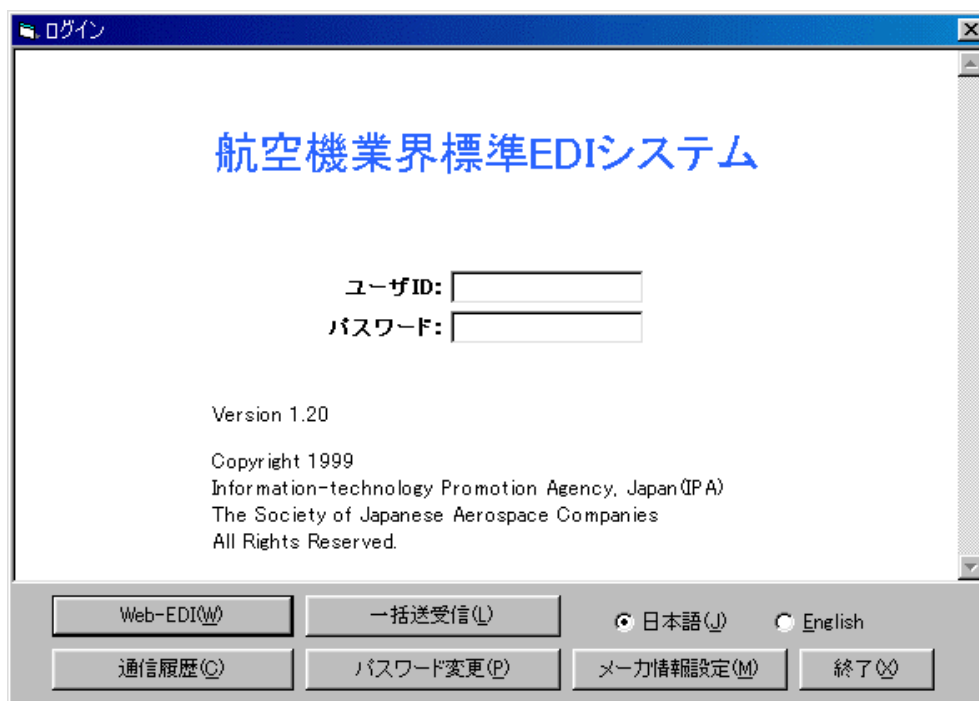 ログイン
航空機業界標準EDIシステム
ユーザID:
パスワード:
Version 1.20
Copyright 1999
Information-technology Promotion Agency, Japan(IPA)
The Society of Japanese Aerospace Companies
All Rights Reserved.
Web-EDI(W) 一括送受信(L) 日本語(J) English
通信履歴(C) パスワード変更(P) メーカ情報設定(M) 終了(X)